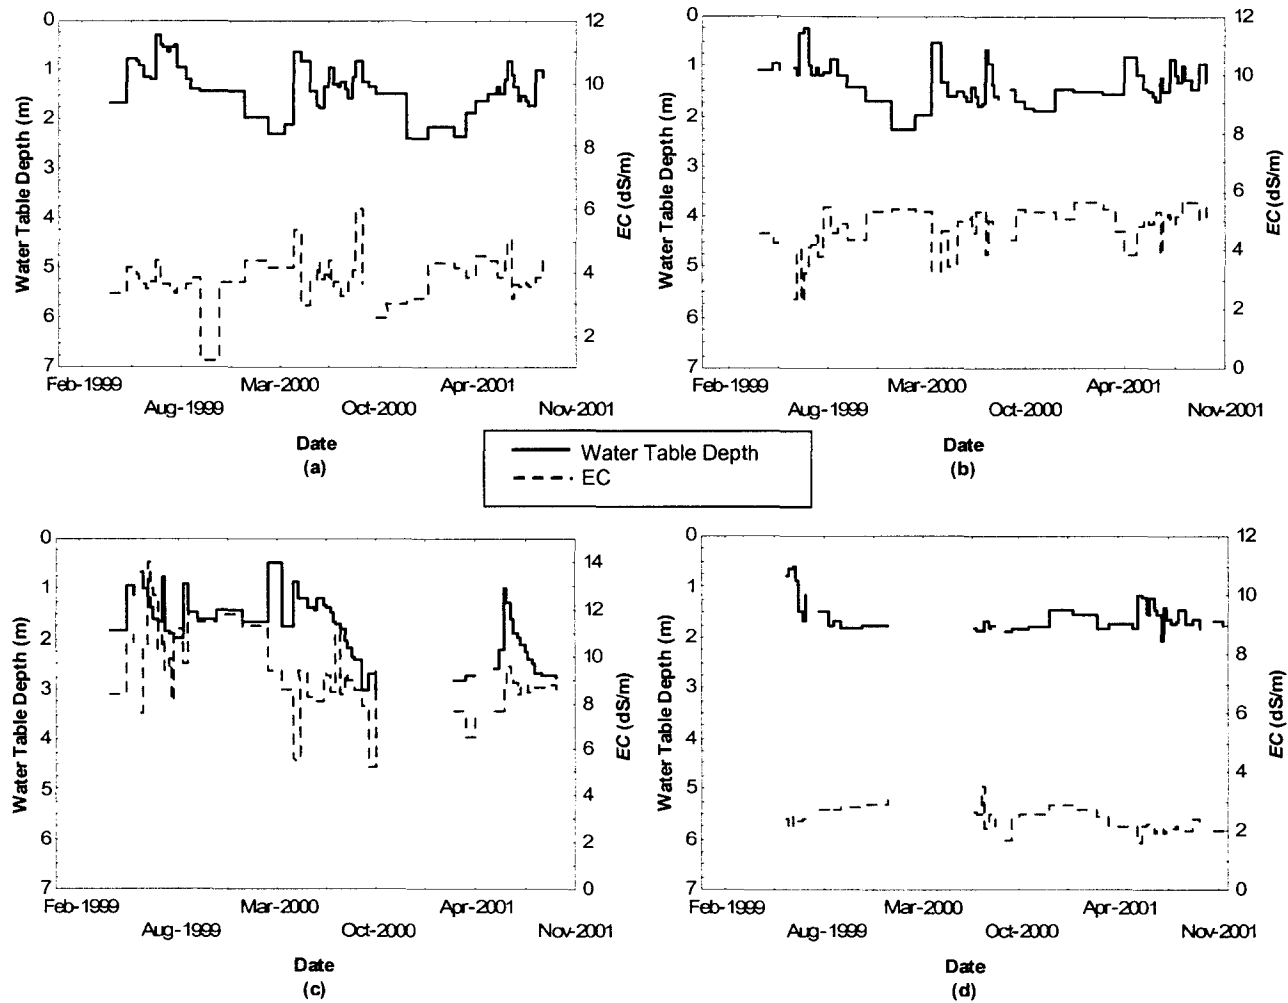 0
1
2
3
4
5
6
7
Water Table Depth (m)
12
10
8
6
4
2
EC (dS/m)
Feb-1999
Mar-2000
Apr-2001
Aug-1999
Oct-2000
Nov-2001
Date
(a)
0
1
2
3
4
5
6
7
Water Table Depth (m)
12
10
8
6
4
2
0
EC (dS/m)
Feb-1999
Mar-2000
Apr-2001
Aug-1999
Oct-2000
Nov-2001
Date
(b)
Water Table Depth
EC
0
1
2
3
4
5
6
7
Water Table Depth (m)
14
12
10
8
6
4
2
0
EC (dS/m)
Feb-1999
Mar-2000
Apr-2001
Aug-1999
Oct-2000
Nov-2001
Date
(c)
0
1
2
3
4
5
6
7
Water Table Depth (m)
12
10
8
6
4
2
0
EC (dS/m)
Feb-1999
Mar-2000
Apr-2001
Aug-1999
Oct-2000
Nov-2001
Date
(d)